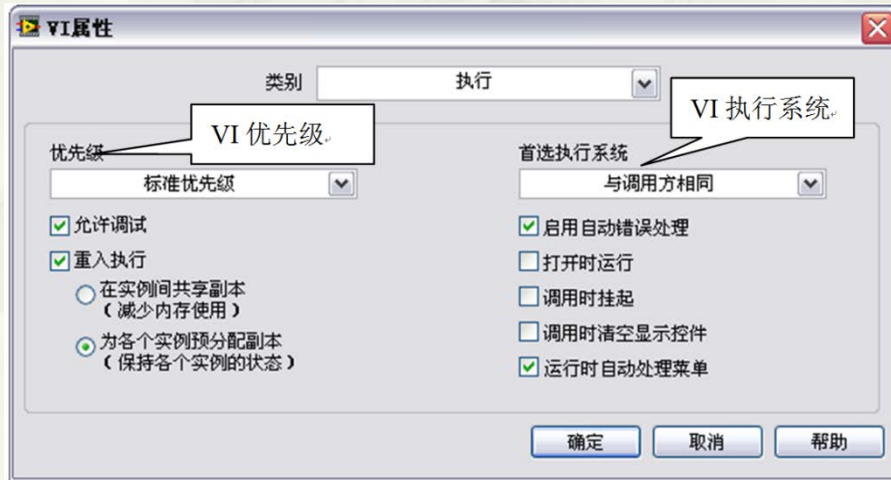 VI属性
类别
执行
VI 优先级
VI 执行系统
优先级
首选执行系统
标准优先级
与调用方相同
允许调试
启用自动错误处理
重入执行
打开时运行
在实例间共享副本
（减少内存使用）
调用时挂起
为各个实例预分配副本
（保持各个实例的状态）
调用时清空显示控件
运行时自动处理菜单
确定
取消
帮助